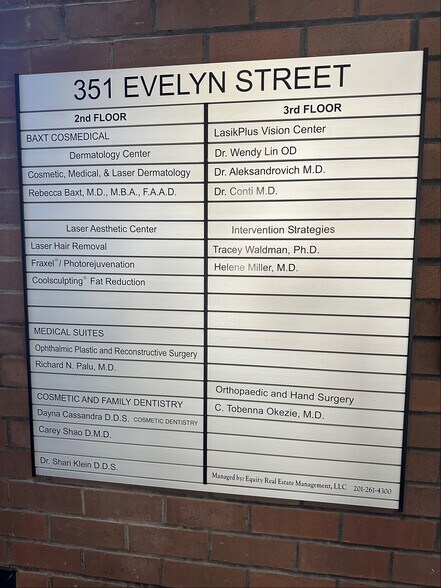 351 EVELYN STREET
2nd FLOOR
BAXT COSMEDICAL
Dermatology Center
Cosmetic, Medical, & Laser Dermatology
Rebecca Baxt, M.D., M.B.A., F.A.A.D.
Laser Aesthetic Center
Laser Hair Removal
Fraxel®/ Photorejuvenation
Coolsculpting® Fat Reduction
MEDICAL SUITES
Ophthalmic Plastic and Reconstructive Surgery
Richard N. Palu, M.D.
COSMETIC AND FAMILY DENTISTRY
Dayna Cassandra D.D.S. COSMETIC DENTISTRY
Carey Shao D.M.D.
Dr. Shari Klein D.D.S.
3rd FLOOR
LasikPlus Vision Center
Dr. Wendy Lin OD
Dr. Aleksandrovich M.D.
Dr. Conti M.D.
Intervention Strategies
Tracey Waldman, Ph.D.
Helene Miller, M.D.
Orthopaedic and Hand Surgery
C. Tobenna Okezie, M.D.
Managed by: Equity Real Estate Management, LLC 201-261-4300